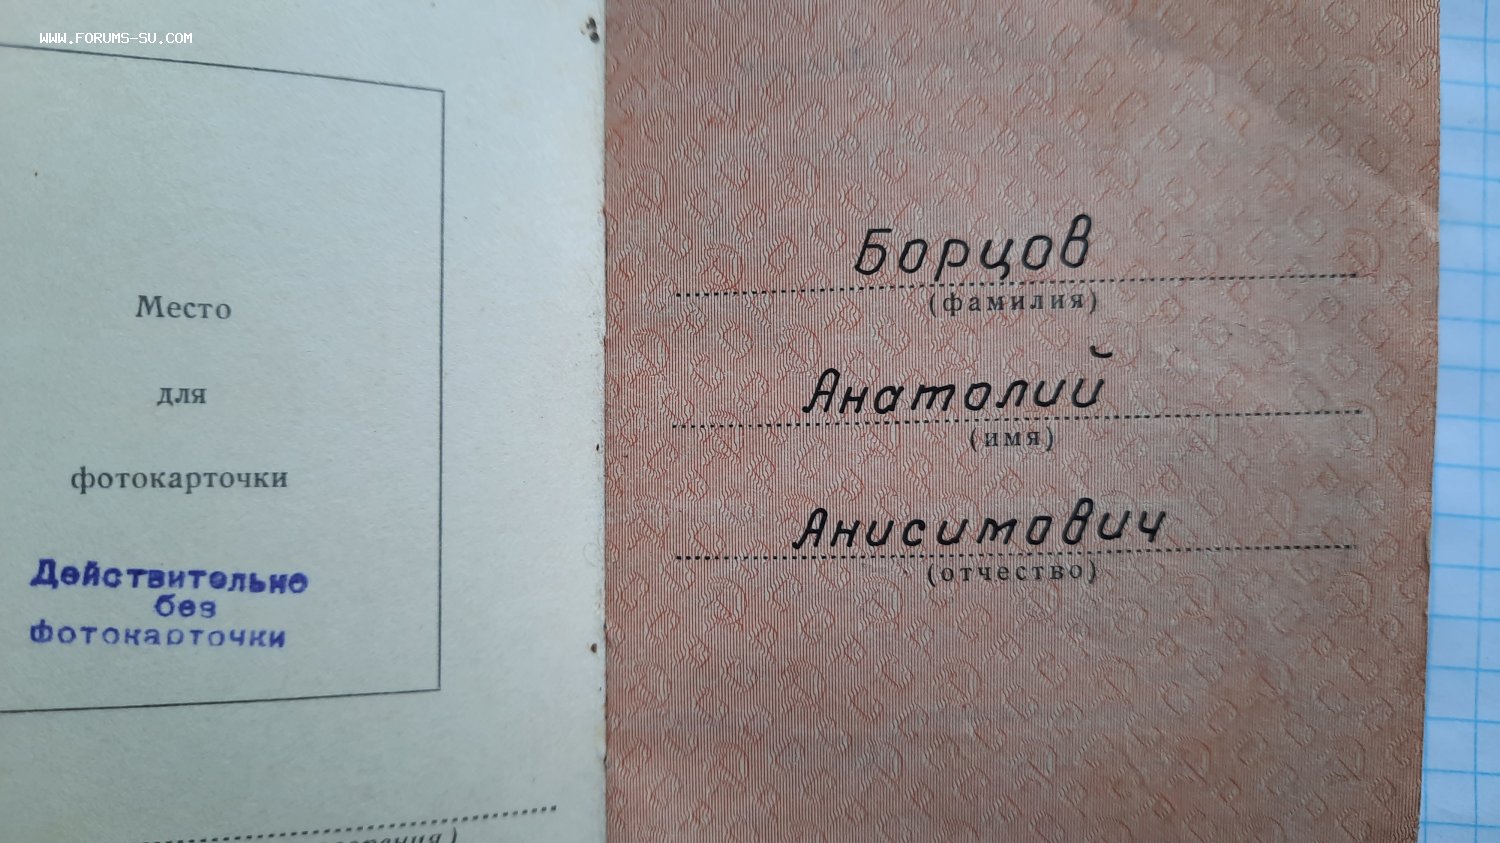 WWW.FORUMS-SU.COM
Место
для
фотокарточки
Действительно
без
фотокарточки
Борцов
(фамилия)
Анатолий
(имя)
Анисимович
(отчество)